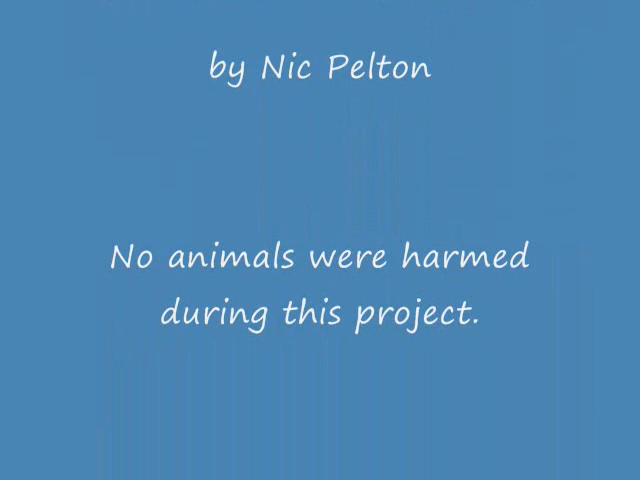 by Nic Pelton
No animals were harmed
during this project.